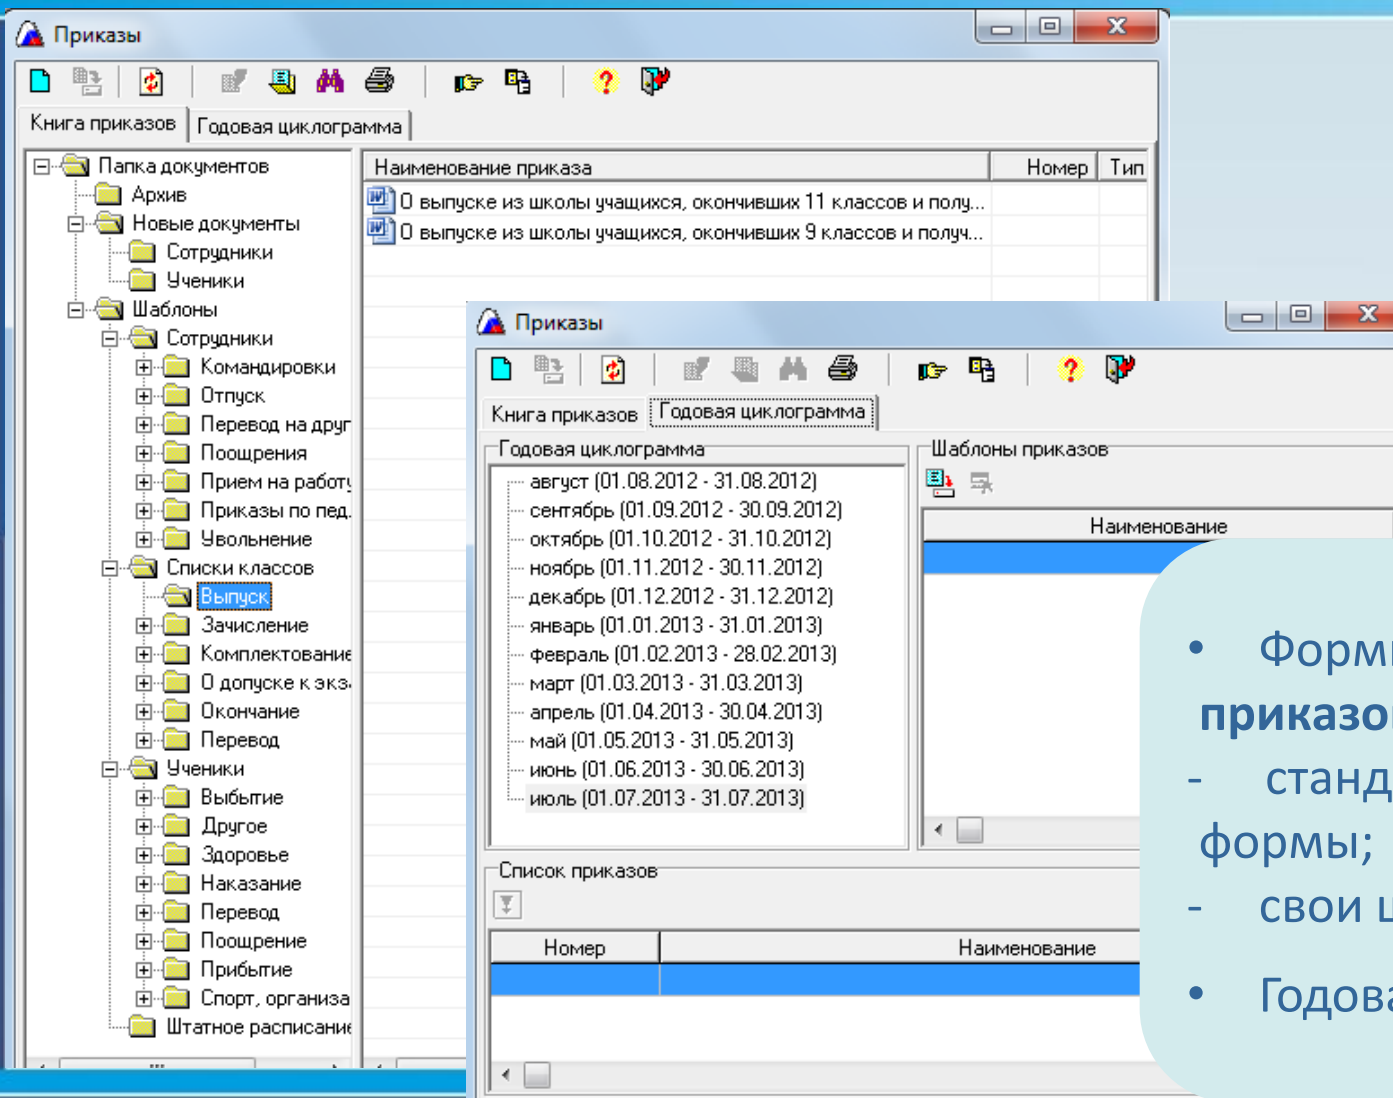 Приказы
Книга приказов
Годовая циклограмма
Папка документов
Архив
Новые документы
Сотрудники
Ученики
Шаблоны
Сотрудники
Командировки
Отпуск
Перевод на друг
Поощрения
Прием на работу
Приказы по пед.
Увольнение
Списки классов
Выпуск
Зачисление
Комплектование
О допуске к экз
Окончание
Перевод
Ученики
Выбытие
Другое
Здоровье
Наказание
Перевод
Поощрение
Прибытие
Спорт, организа
Штатное расписание
Наименование приказа Номер Тип
О выпуске из школы учащихся, окончивших 11 классов и полу...
О выпуске из школы учащихся, окончивших 9 классов и получ...
Приказы
Книга приказов
Годовая циклограмма
Годовая циклограмма
август (01.08.2012 - 31.08.2012)
сентябрь (01.09.2012 - 30.09.2012)
октябрь (01.10.2012 - 31.10.2012)
ноябрь (01.11.2012 - 30.11.2012)
декабрь (01.12.2012 - 31.12.2012)
январь (01.01.2013 - 31.01.2013)
февраль (01.02.2013 - 28.02.2013)
март (01.03.2013 - 31.03.2013)
апрель (01.04.2013 - 30.04.2013)
май (01.05.2013 - 31.05.2013)
июнь (01.06.2013 - 30.06.2013)
июль (01.07.2013 - 31.07.2013)
Шаблоны приказов
Наименование
Список приказов
Номер Наименование
• Форми
приказо
- станд
формы;
- свои
• Годова